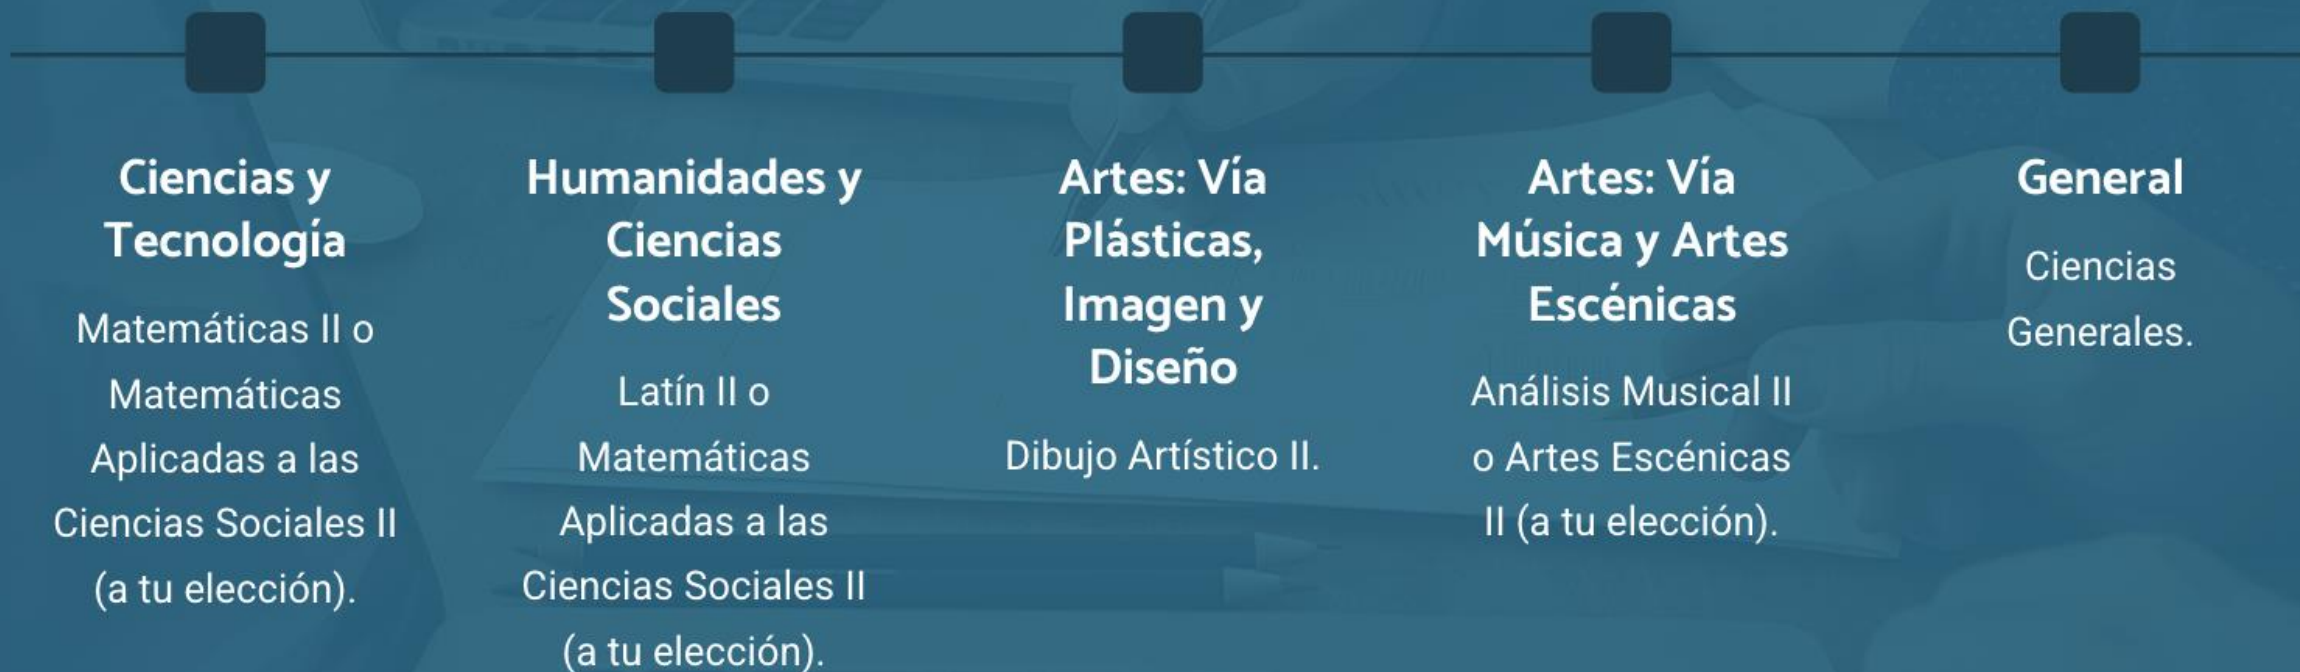 Ciencias y
Tecnología
Matemáticas II o
Matemáticas
Aplicadas a las
Ciencias Sociales II
(a tu elección).
Humanidades y
Ciencias
Sociales
Latín II o
Matemáticas
Aplicadas a las
Ciencias Sociales II
(a tu elección).
Artes: Vía
Plásticas,
Imagen y
Diseño
Dibujo Artístico II.
Artes: Vía
Música y Artes
Escénicas
Análisis Musical II
o Artes Escénicas
II (a tu elección).
General
Ciencias
Generales.